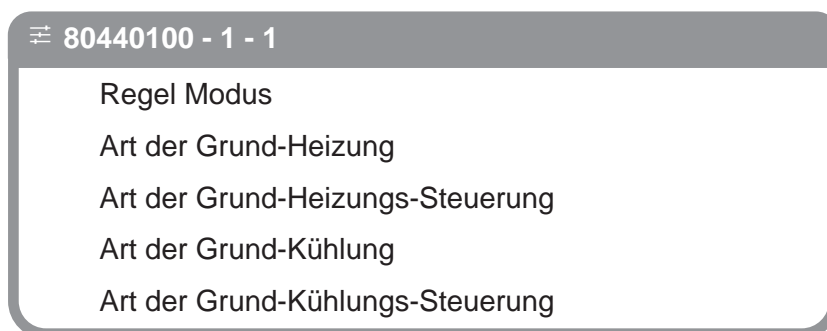 80440100 - 1 - 1
Regel Modus
Art der Grund-Heizung
Art der Grund-Heizungs-Steuerung
Art der Grund-Kühlung
Art der Grund-Kühlungs-Steuerung